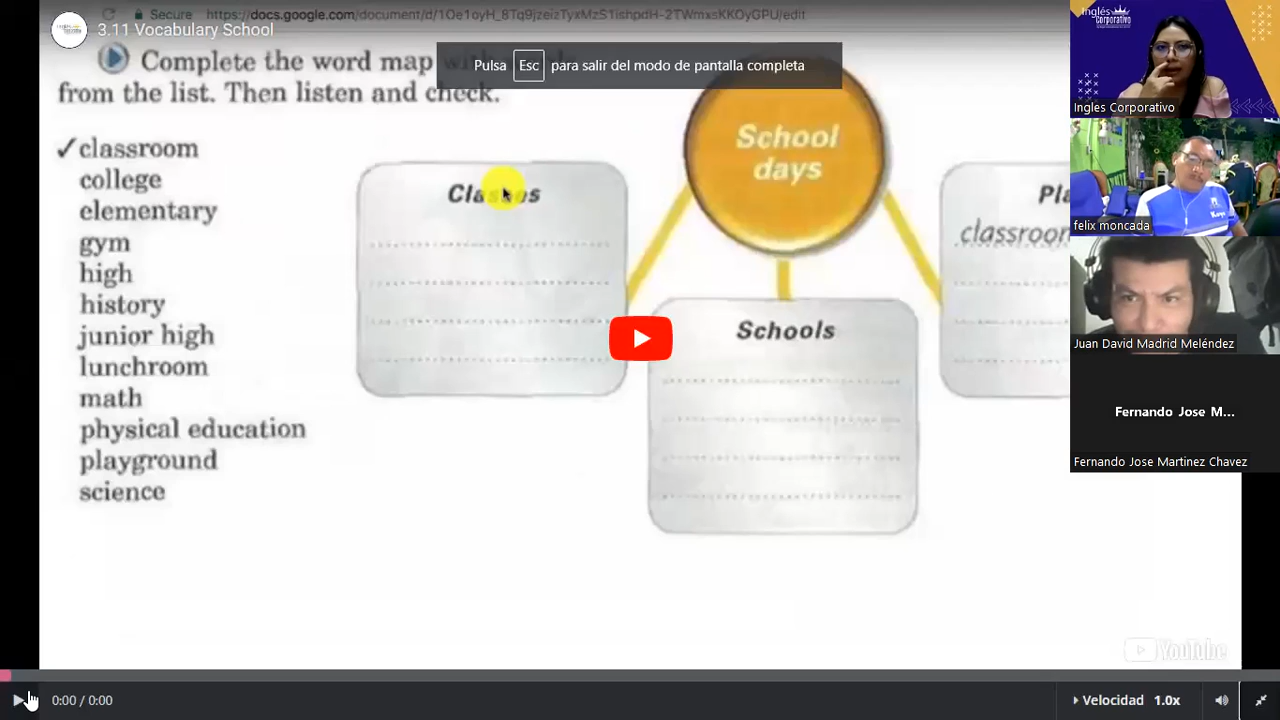 Secure https://docs.google.com/document/d/1Oe1oyH_8Tq9jzeizTyxMzS1ishpdH-2TWmxsKKOyGPU/edit
3.11 Vocabulary School
Complete the word map
from the list. Then listen and check.
Pulsa Esc para salir del modo de pantalla completa
✓classroom
college
elementary
gym
high
history
junior high
lunchroom
math
physical education
playground
science
School
days
Classes
Schools
classroom
Inglés
Corporativo
Ingles Corporativo
felix moncada
Juan David Madrid Meléndez
Fernando Jose M...
Fernando Jose Martinez Chavez
YouTube
0:00 / 0:00
Velocidad 1.0x